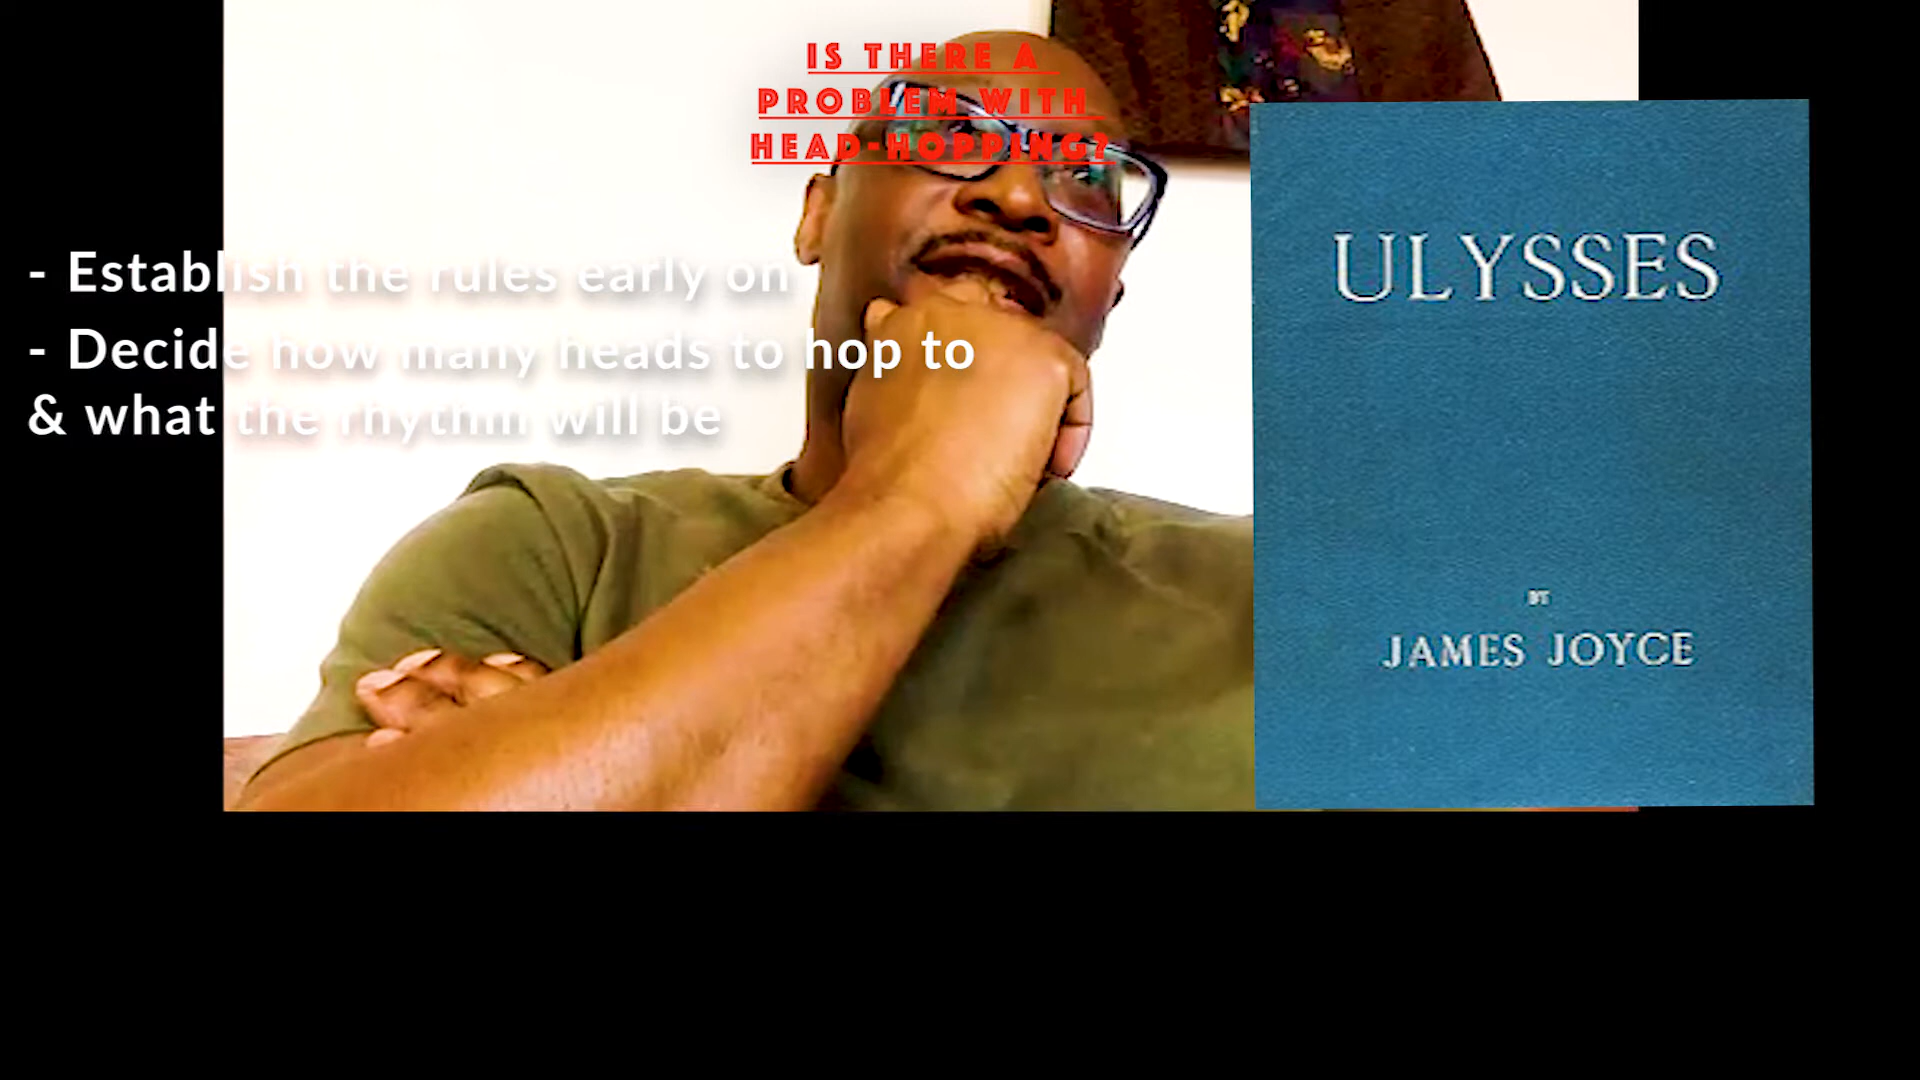 IS THERE A
PROBLEM WITH
HEAD-HOPPING?
- Establish the rules early on
- Decide how many heads to hop to
& what the rhythm will be
ULYSSES
BY
JAMES JOYCE